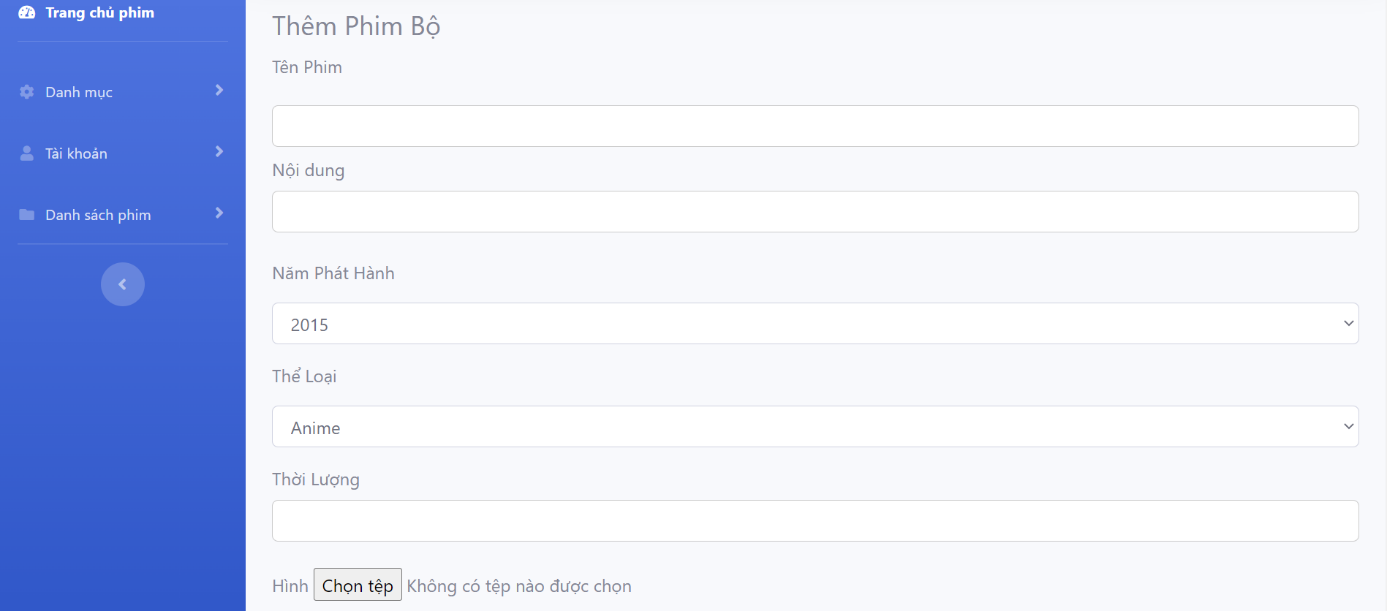 Trang chủ phim
Danh mục
Tài khoản
Danh sách phim
Thêm Phim Bộ
Tên Phim
Nội dung
Năm Phát Hành
2015
Thể Loại
Anime
Thời Lượng
Hình Chọn tệp Không có tệp nào được chọn